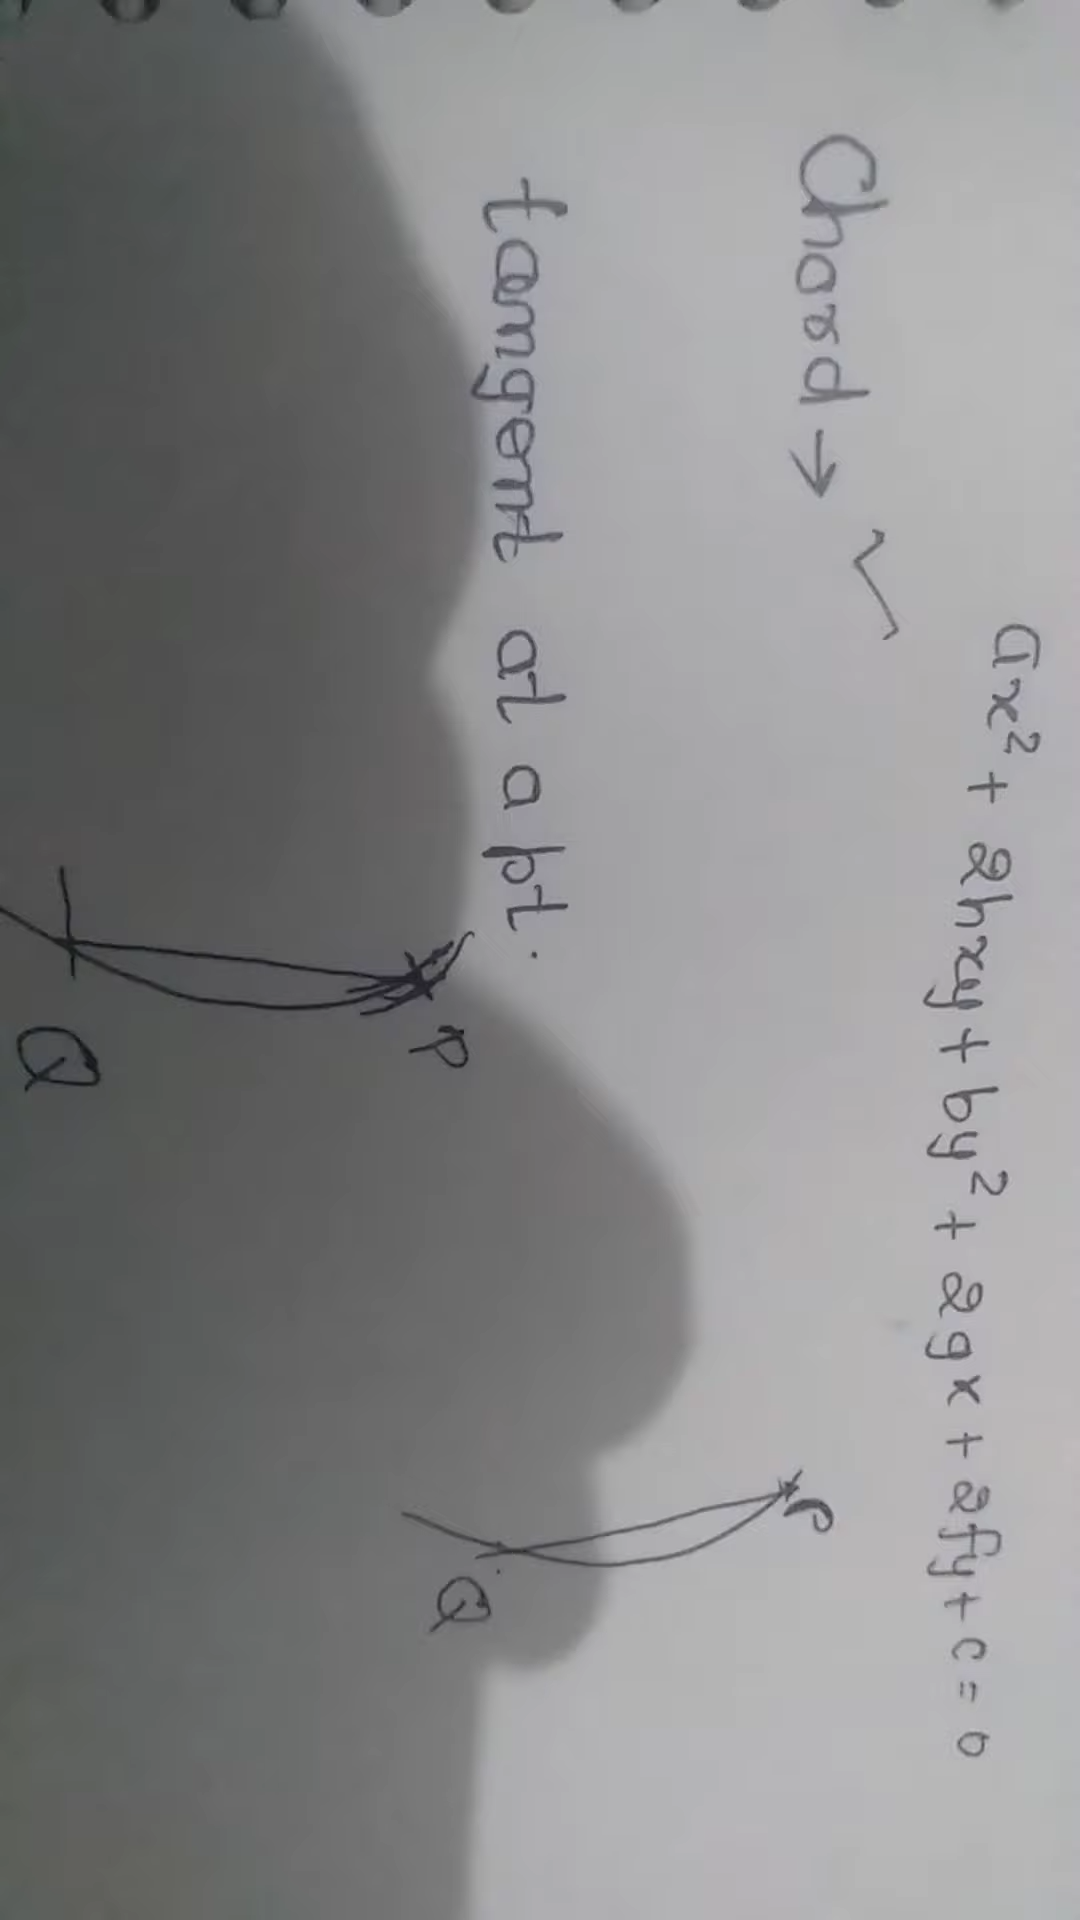 ax² + 2hxy + by² + 2gx + 2fy + c = 0
Chord →
P
Q
tangent at a pt.
P
Q